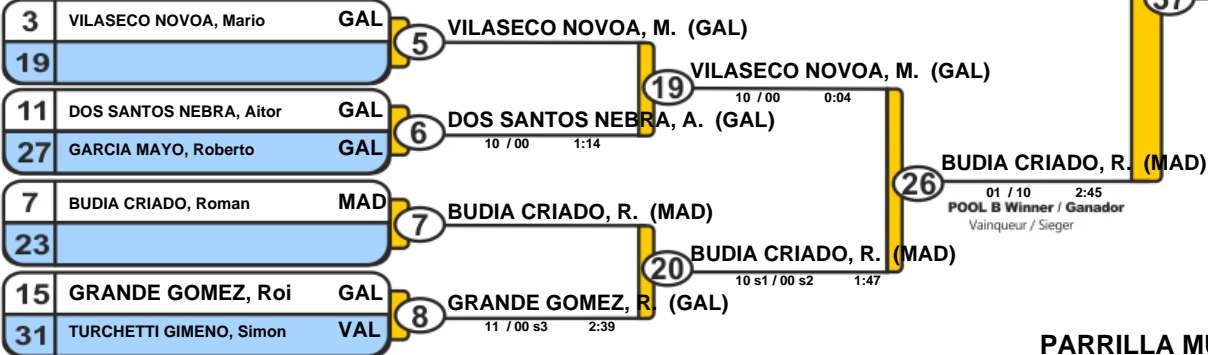 37
3 VILASECO NOVOA, Mario GAL
19
5 VILASECO NOVOA, M. (GAL)
11 DOS SANTOS NEBRA, Aitor GAL
27 GARCIA MAYO, Roberto GAL
6 DOS SANTOS NEBRA, A. (GAL)
10 / 00 1:14
19 VILASECO NOVOA, M. (GAL)
10 / 00 0:04
7 BUDIA CRIADO, Roman MAD
23
7 BUDIA CRIADO, R. (MAD)
15 GRANDE GOMEZ, Roi GAL
31 TURCHETTI GIMENO, Simon VAL
8 GRANDE GOMEZ, R. (GAL)
11 / 00 s3 2:39
20 BUDIA CRIADO, R. (MAD)
10 s1 / 00 s2 1:47
26 BUDIA CRIADO, R. (MAD)
01 / 10 2:45
POOL B Winner / Ganador
Vainqueur / Sieger
PARRILLA